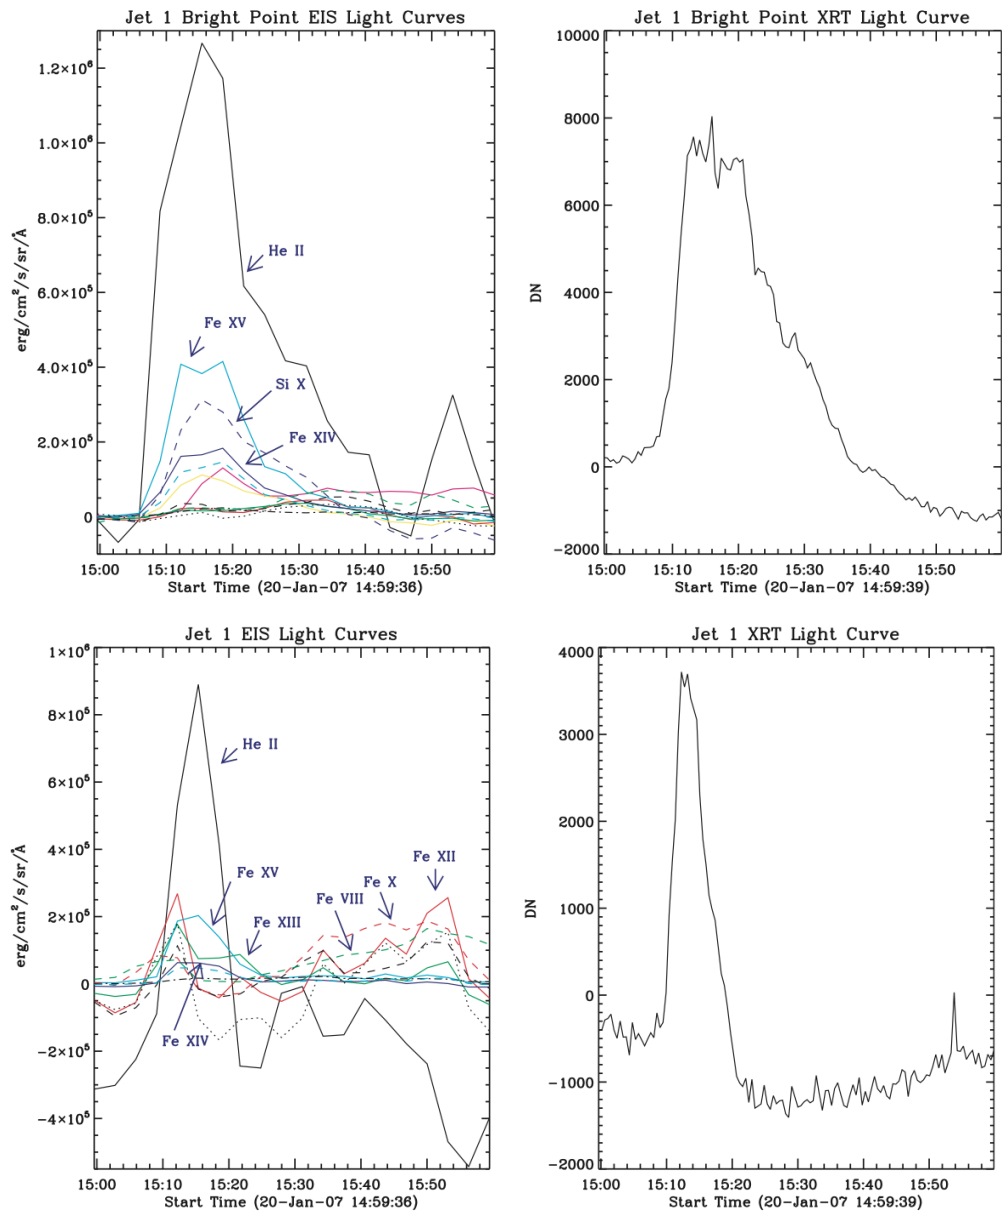 Jet 1 Bright Point EIS Light Curves
erg/cm²/s/sr/Å
1.2×10⁶
1.0×10⁶
8.0×10⁵
6.0×10⁵
4.0×10⁵
2.0×10⁵
0
He II
Fe XV
Si X
Fe XIV
15:00 15:10 15:20 15:30 15:40 15:50
Start Time (20-Jan-07 14:59:36)
Jet 1 Bright Point XRT Light Curve
DN
10000
8000
6000
4000
2000
0
-2000
15:00 15:10 15:20 15:30 15:40 15:50
Start Time (20-Jan-07 14:59:39)
Jet 1 EIS Light Curves
erg/cm²/s/sr/Å
1×10⁶
8×10⁵
6×10⁵
4×10⁵
2×10⁵
0
-2×10⁵
-4×10⁵
He II
Fe XV
Fe XIII
Fe VIII
Fe X
Fe XII
Fe XIV
15:00 15:10 15:20 15:30 15:40 15:50
Start Time (20-Jan-07 14:59:36)
Jet 1 XRT Light Curve
DN
4000
3000
2000
1000
0
-1000
-2000
15:00 15:10 15:20 15:30 15:40 15:50
Start Time (20-Jan-07 14:59:39)